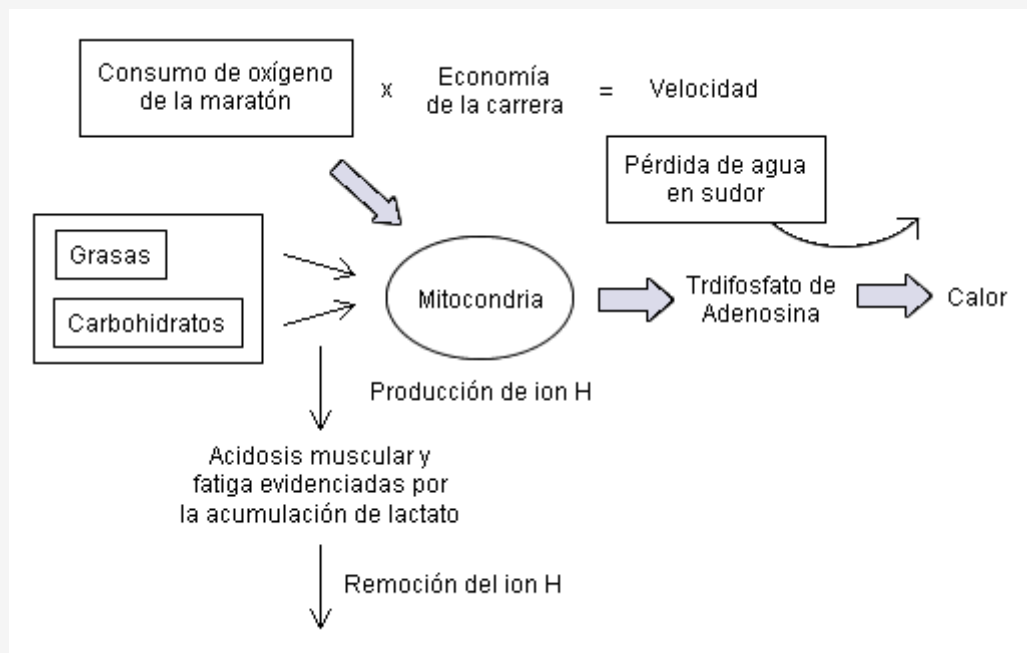 Consumo de oxígeno
de la maratón
x
Economía
de la carrera
=
Velocidad
Pérdida de agua
en sudor
Grasas
Carbohidratos
Mitocondria
Trdifosfato de
Adenosina
Calor
Producción de ion H
Acidosis muscular y
fatiga evidenciadas por
la acumulación de lactato
Remoción del ion H